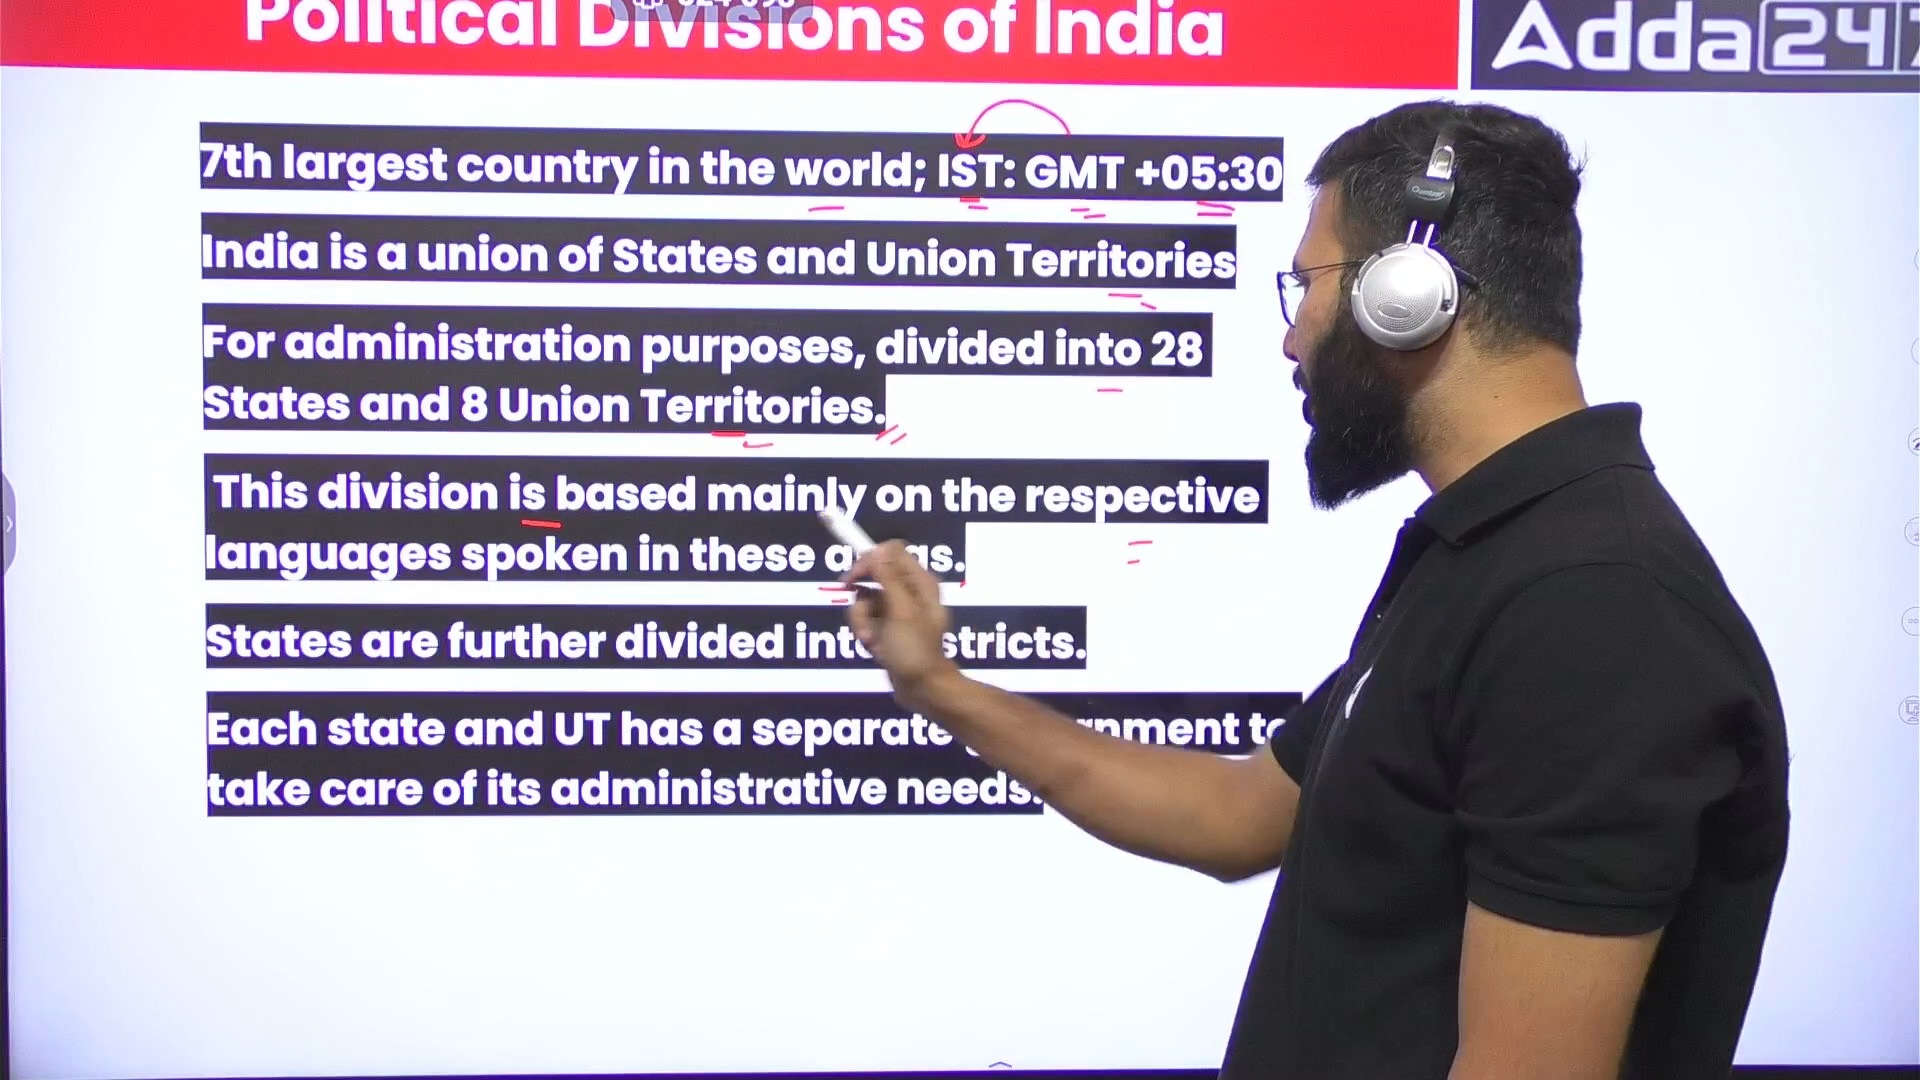 Political Divisions of India
Adda 247
7th largest country in the world; IST: GMT +05:30
India is a union of States and Union Territories
For administration purposes, divided into 28
States and 8 Union Territories.
This division is based mainly on the respective
languages spoken in these
States are further divided
Each state and UT has a separate
take care of its administrative needs.